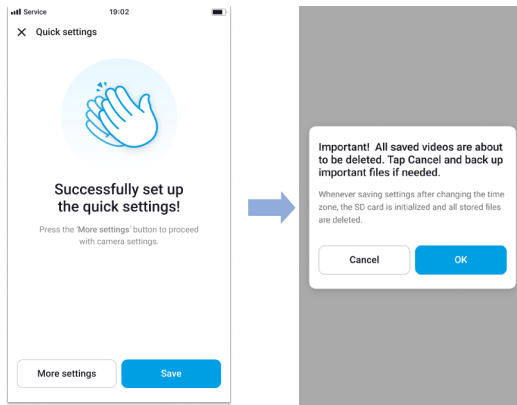 Service 19:02
Quick settings
Successfully set up
the quick settings!
Press the 'More settings' button to proceed
with camera settings.
More settings Save
Important! All saved videos are about
to be deleted. Tap Cancel and back up
important files if needed.
Whenever saving settings after changing the time
zone, the SD card is initialized and all stored files
are deleted.
Cancel OK